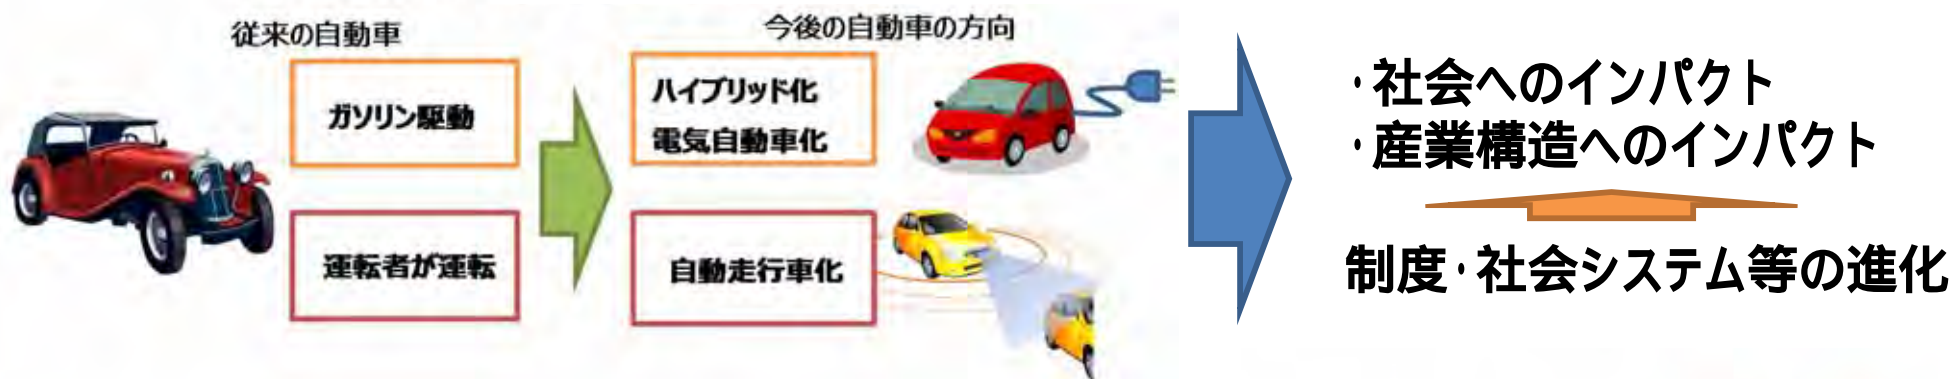 従来の自動車
ガソリン駆動
運転者が運転
今後の自動車の方向
ハイブリッド化
電気自動車化
自動走行車化
・社会へのインパクト
・産業構造へのインパクト
制度・社会システム等の進化